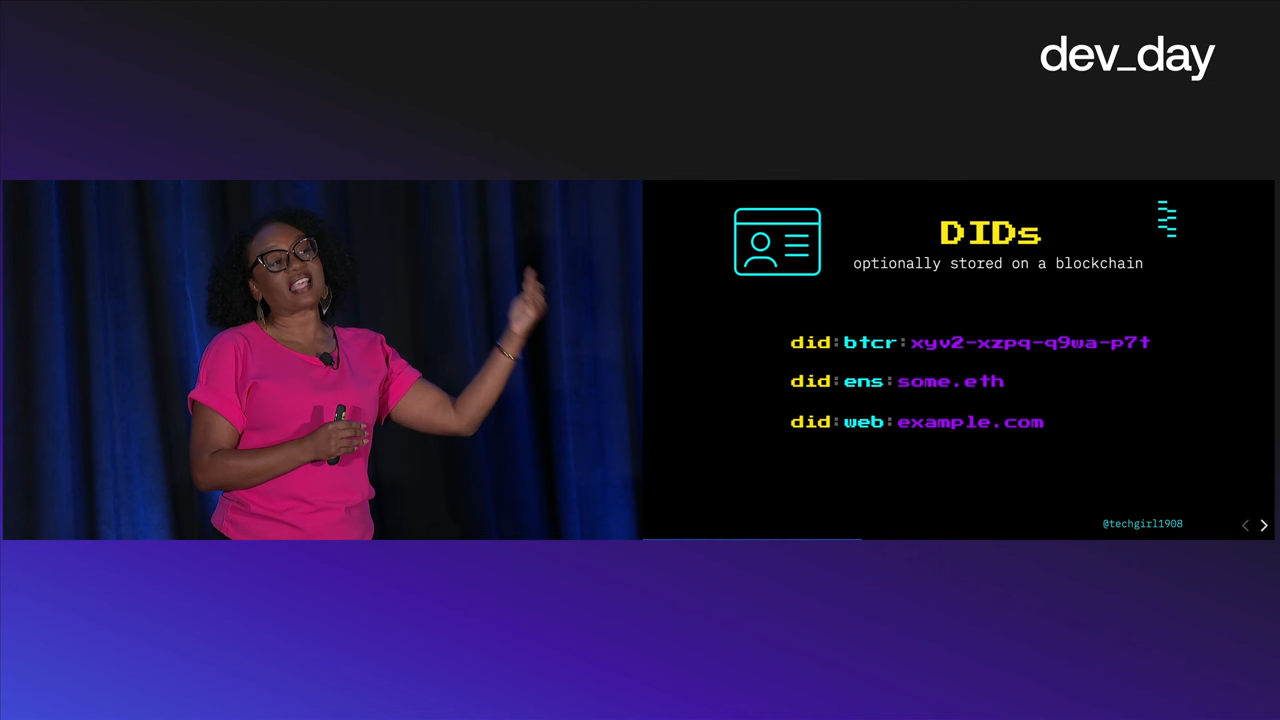 dev_day
DIDs
optionally stored on a blockchain
did:btcr:xyv2-xzpq-q9wa-p7t
did:ens:some.eth
did:web:example.com
@techgirl1908